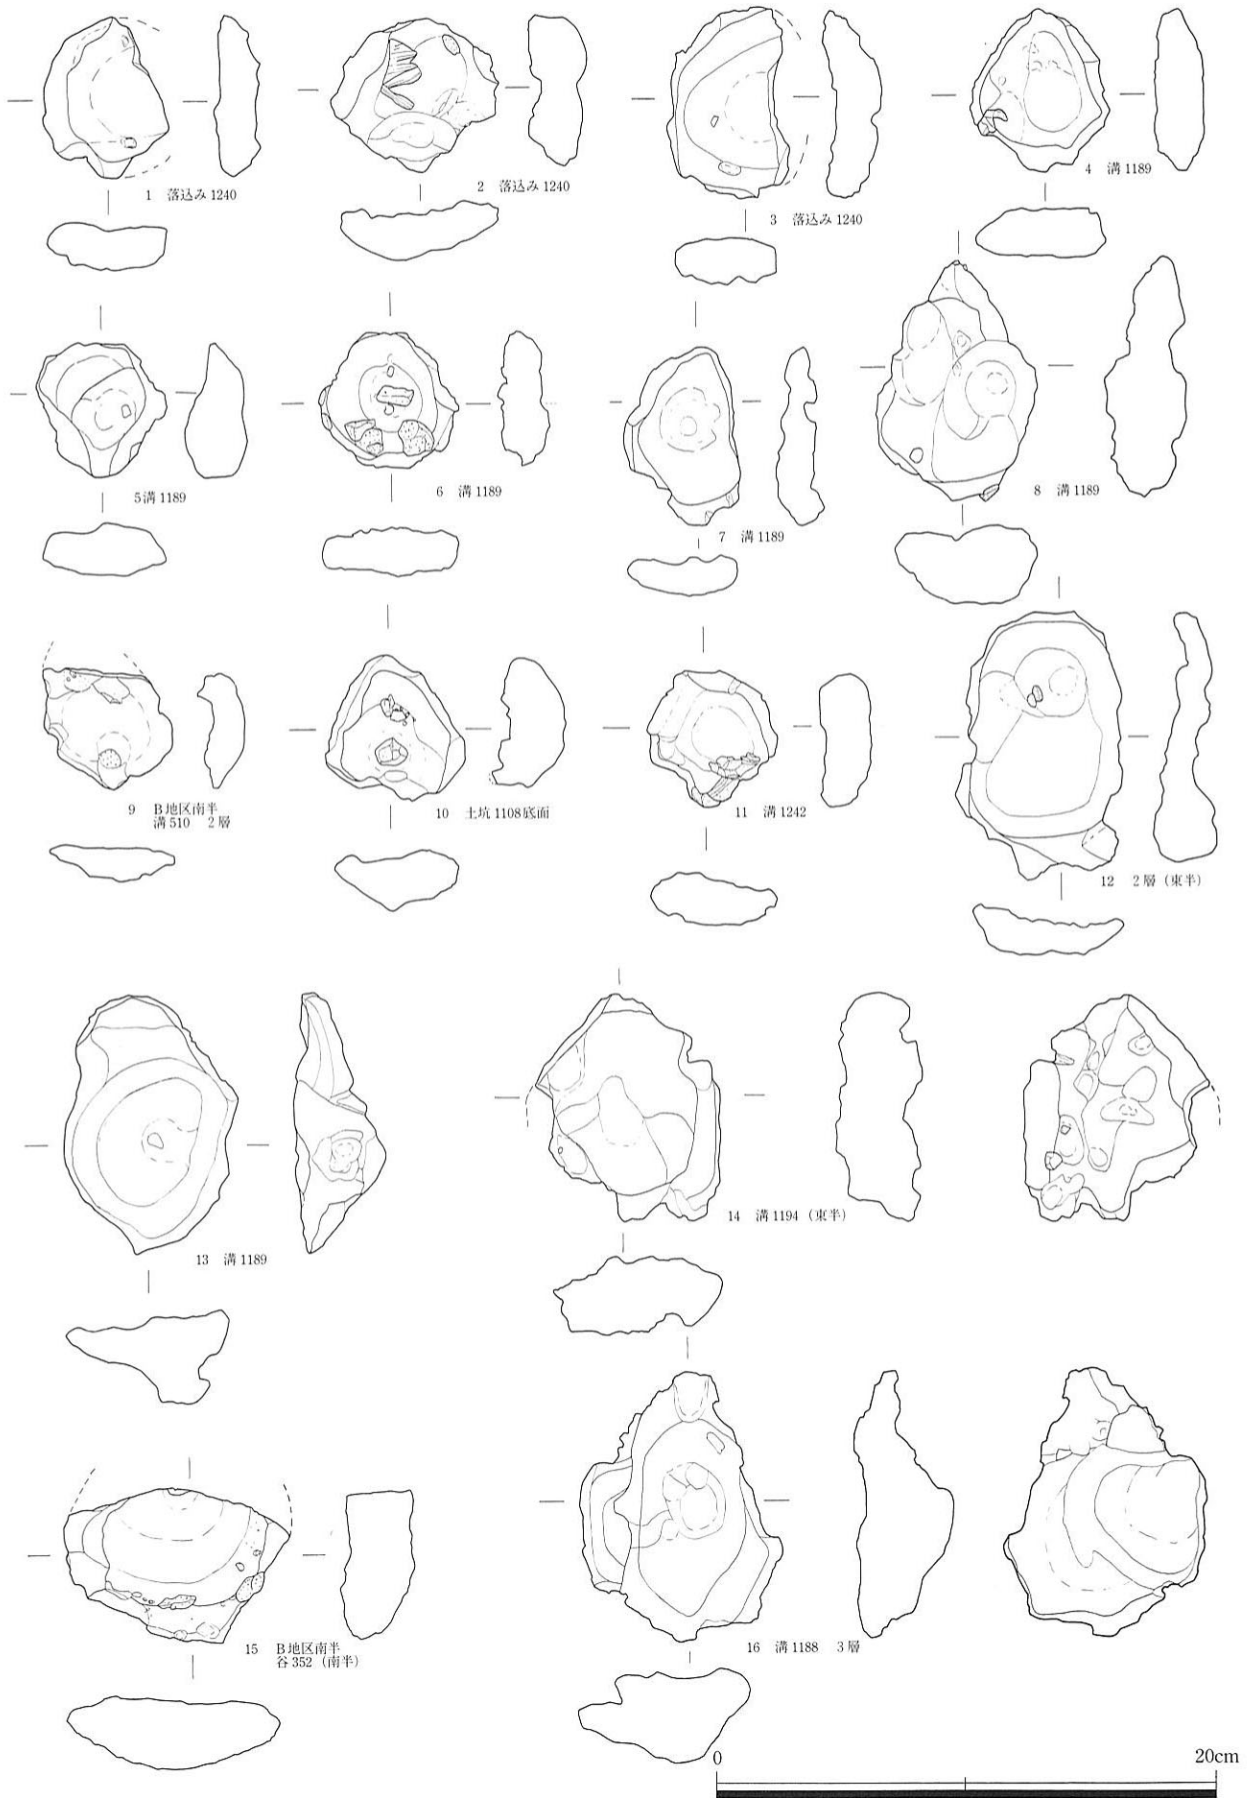 1 落込み 1240
2 落込み 1240
3 落込み 1240
4 溝 1189
5 溝 1189
6 溝 1189
7 溝 1189
8 溝 1189
9 B地区南半
溝 510 2層
10 土坑 1108 底面
11 溝 1242
12 2層（東半）
13 溝 1189
14 溝 1194（東半）
15 B地区南半
谷 352（南半）
16 溝 1188 3層
0 20cm